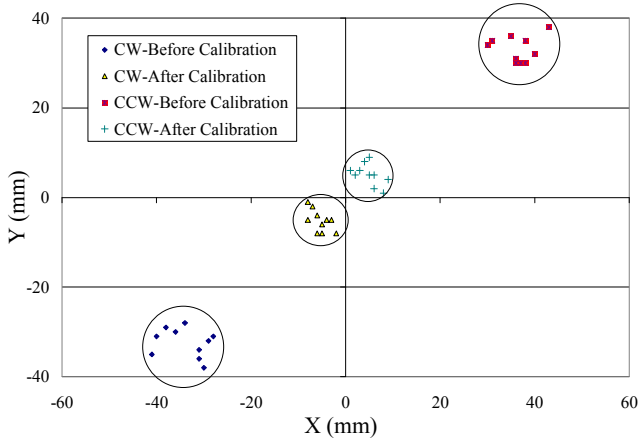 40
20
0
-20
-40
-60
-40
-20
0
20
40
60
Y (mm)
X (mm)
CW-Before Calibration
CW-After Calibration
CCW-Before Calibration
CCW-After Calibration